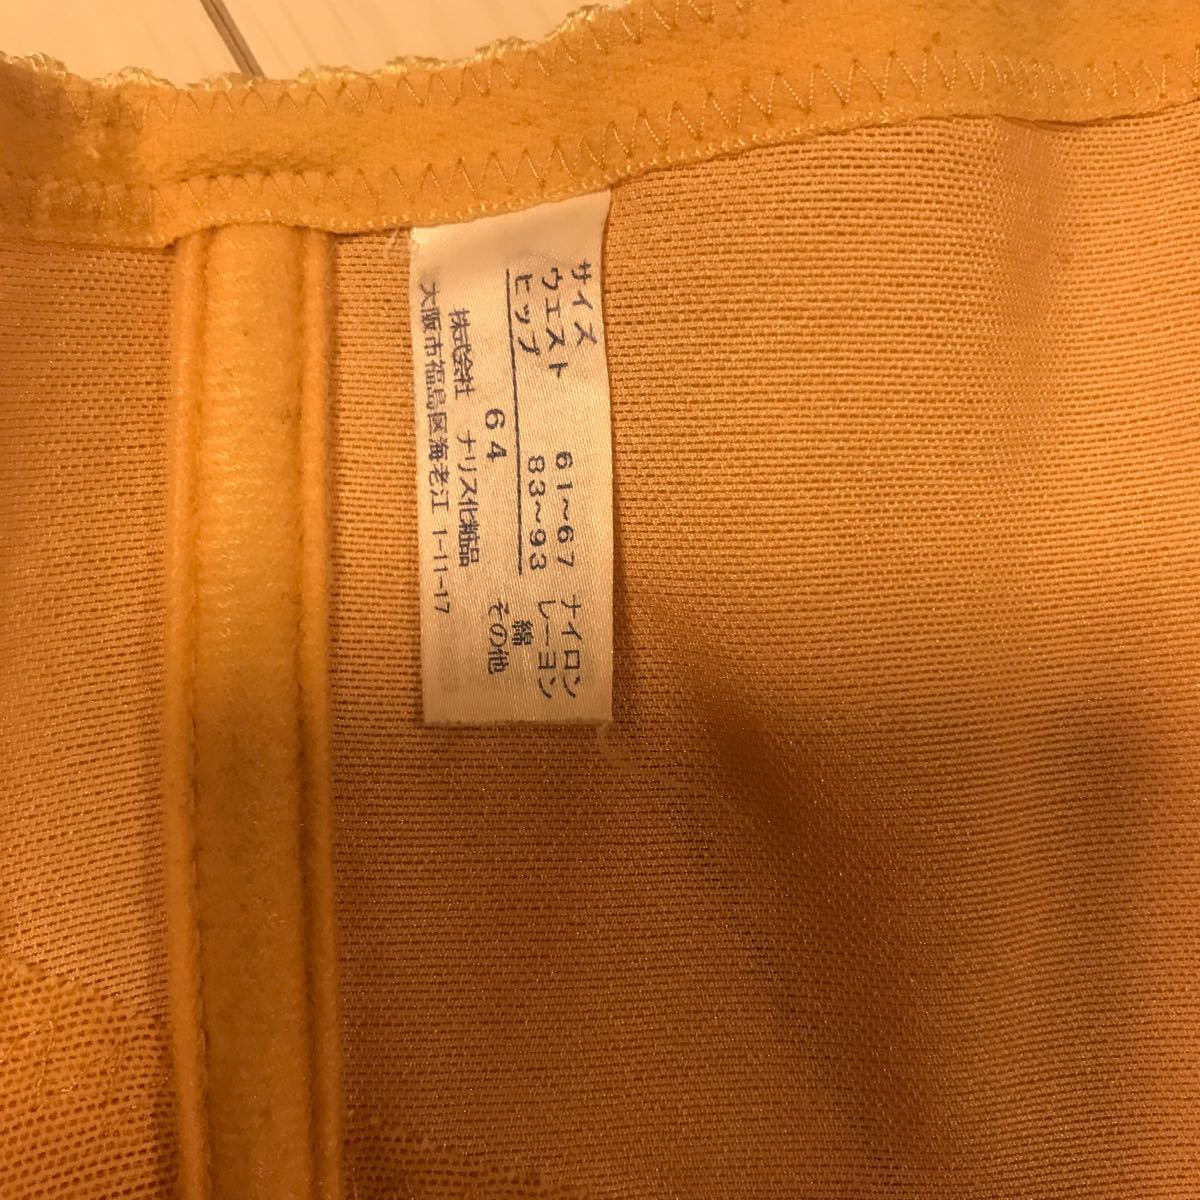 サイズ
ウエスト 61〜67
ヒップ 83〜93
64
ナイロン
レーヨン
綿
その他
株式会社 ナリス化粧品
大阪市福島区海老江 1-11-17